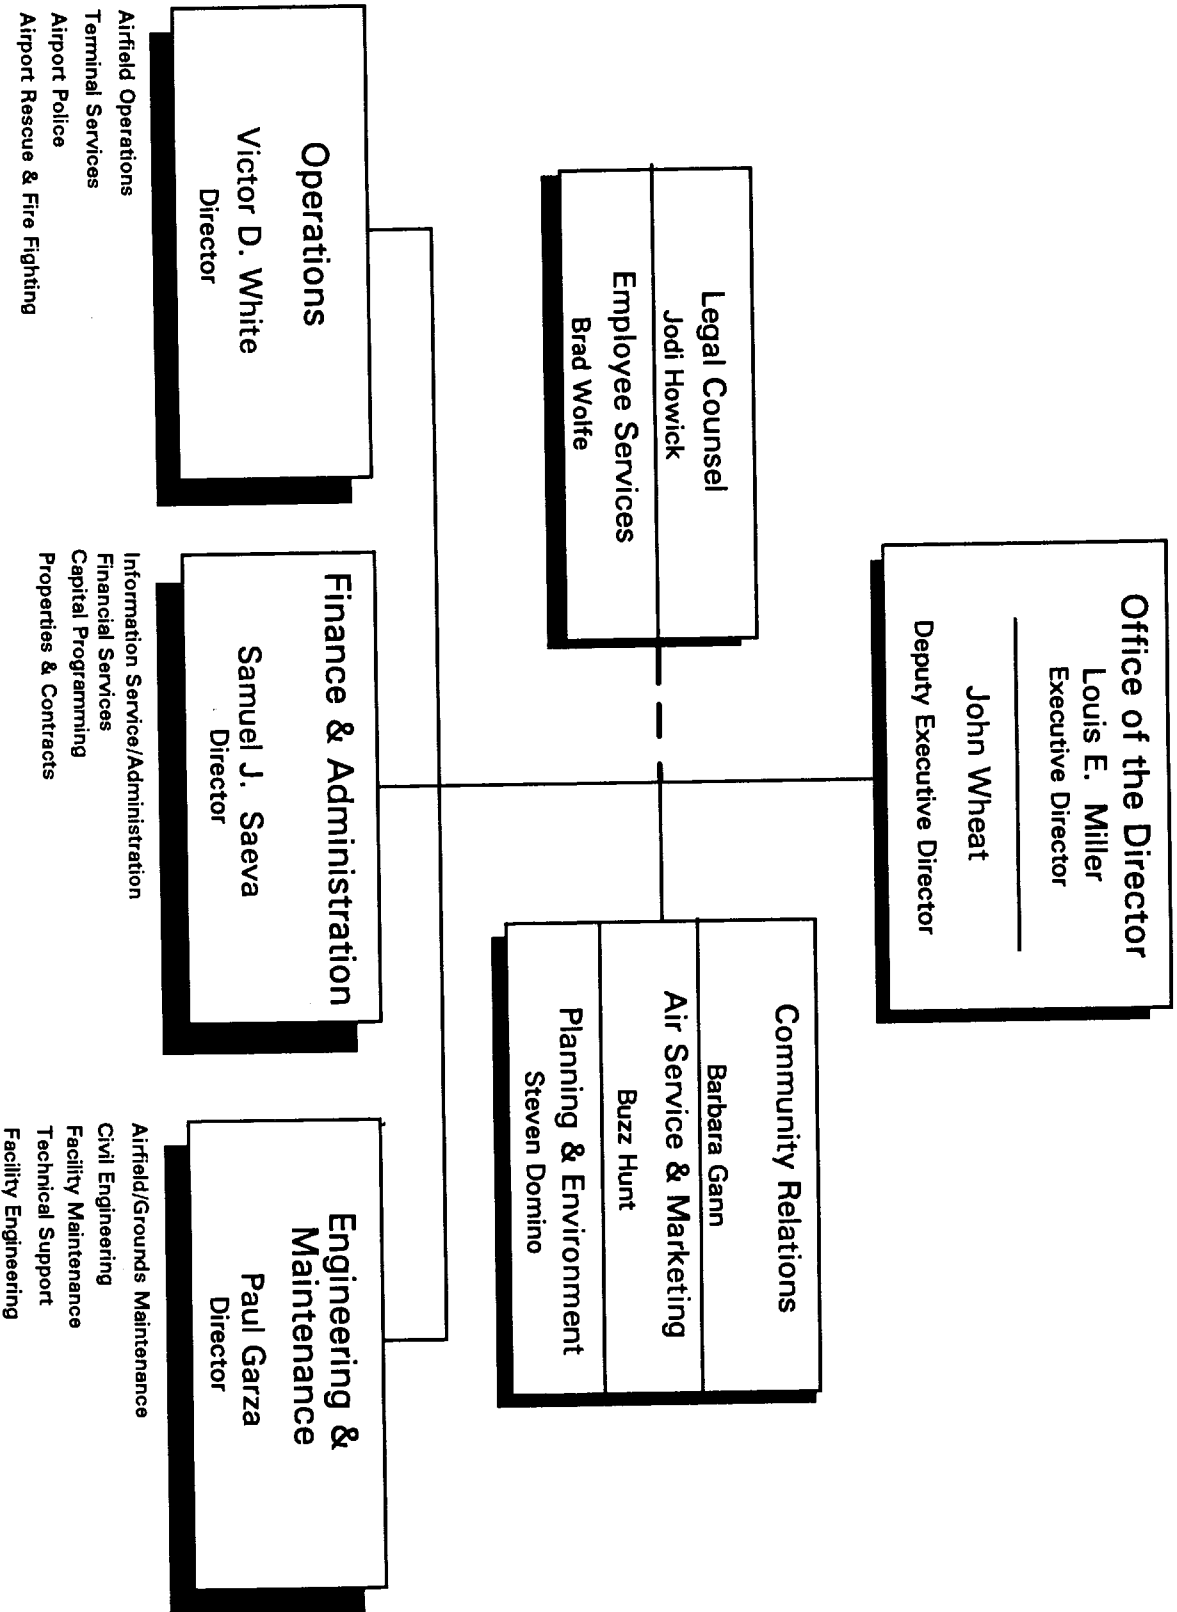 Office of the Director
Louis E. Miller
Executive Director
John Wheat
Deputy Executive Director
Legal Counsel
Jodi Howick
Employee Services
Brad Wolfe
Community Relations
Barbara Gann
Air Service & Marketing
Buzz Hunt
Planning & Environment
Steven Domino
Operations
Victor D. White
Director
Airfield Operations
Terminal Services
Airport Police
Airport Rescue & Fire Fighting
Finance & Administration
Samuel J. Saeva
Director
Information Service/Administration
Financial Services
Capital Programming
Properties & Contracts
Engineering &
Maintenance
Paul Garza
Director
Airfield/Grounds Maintenance
Civil Engineering
Facility Maintenance
Technical Support
Facility Engineering